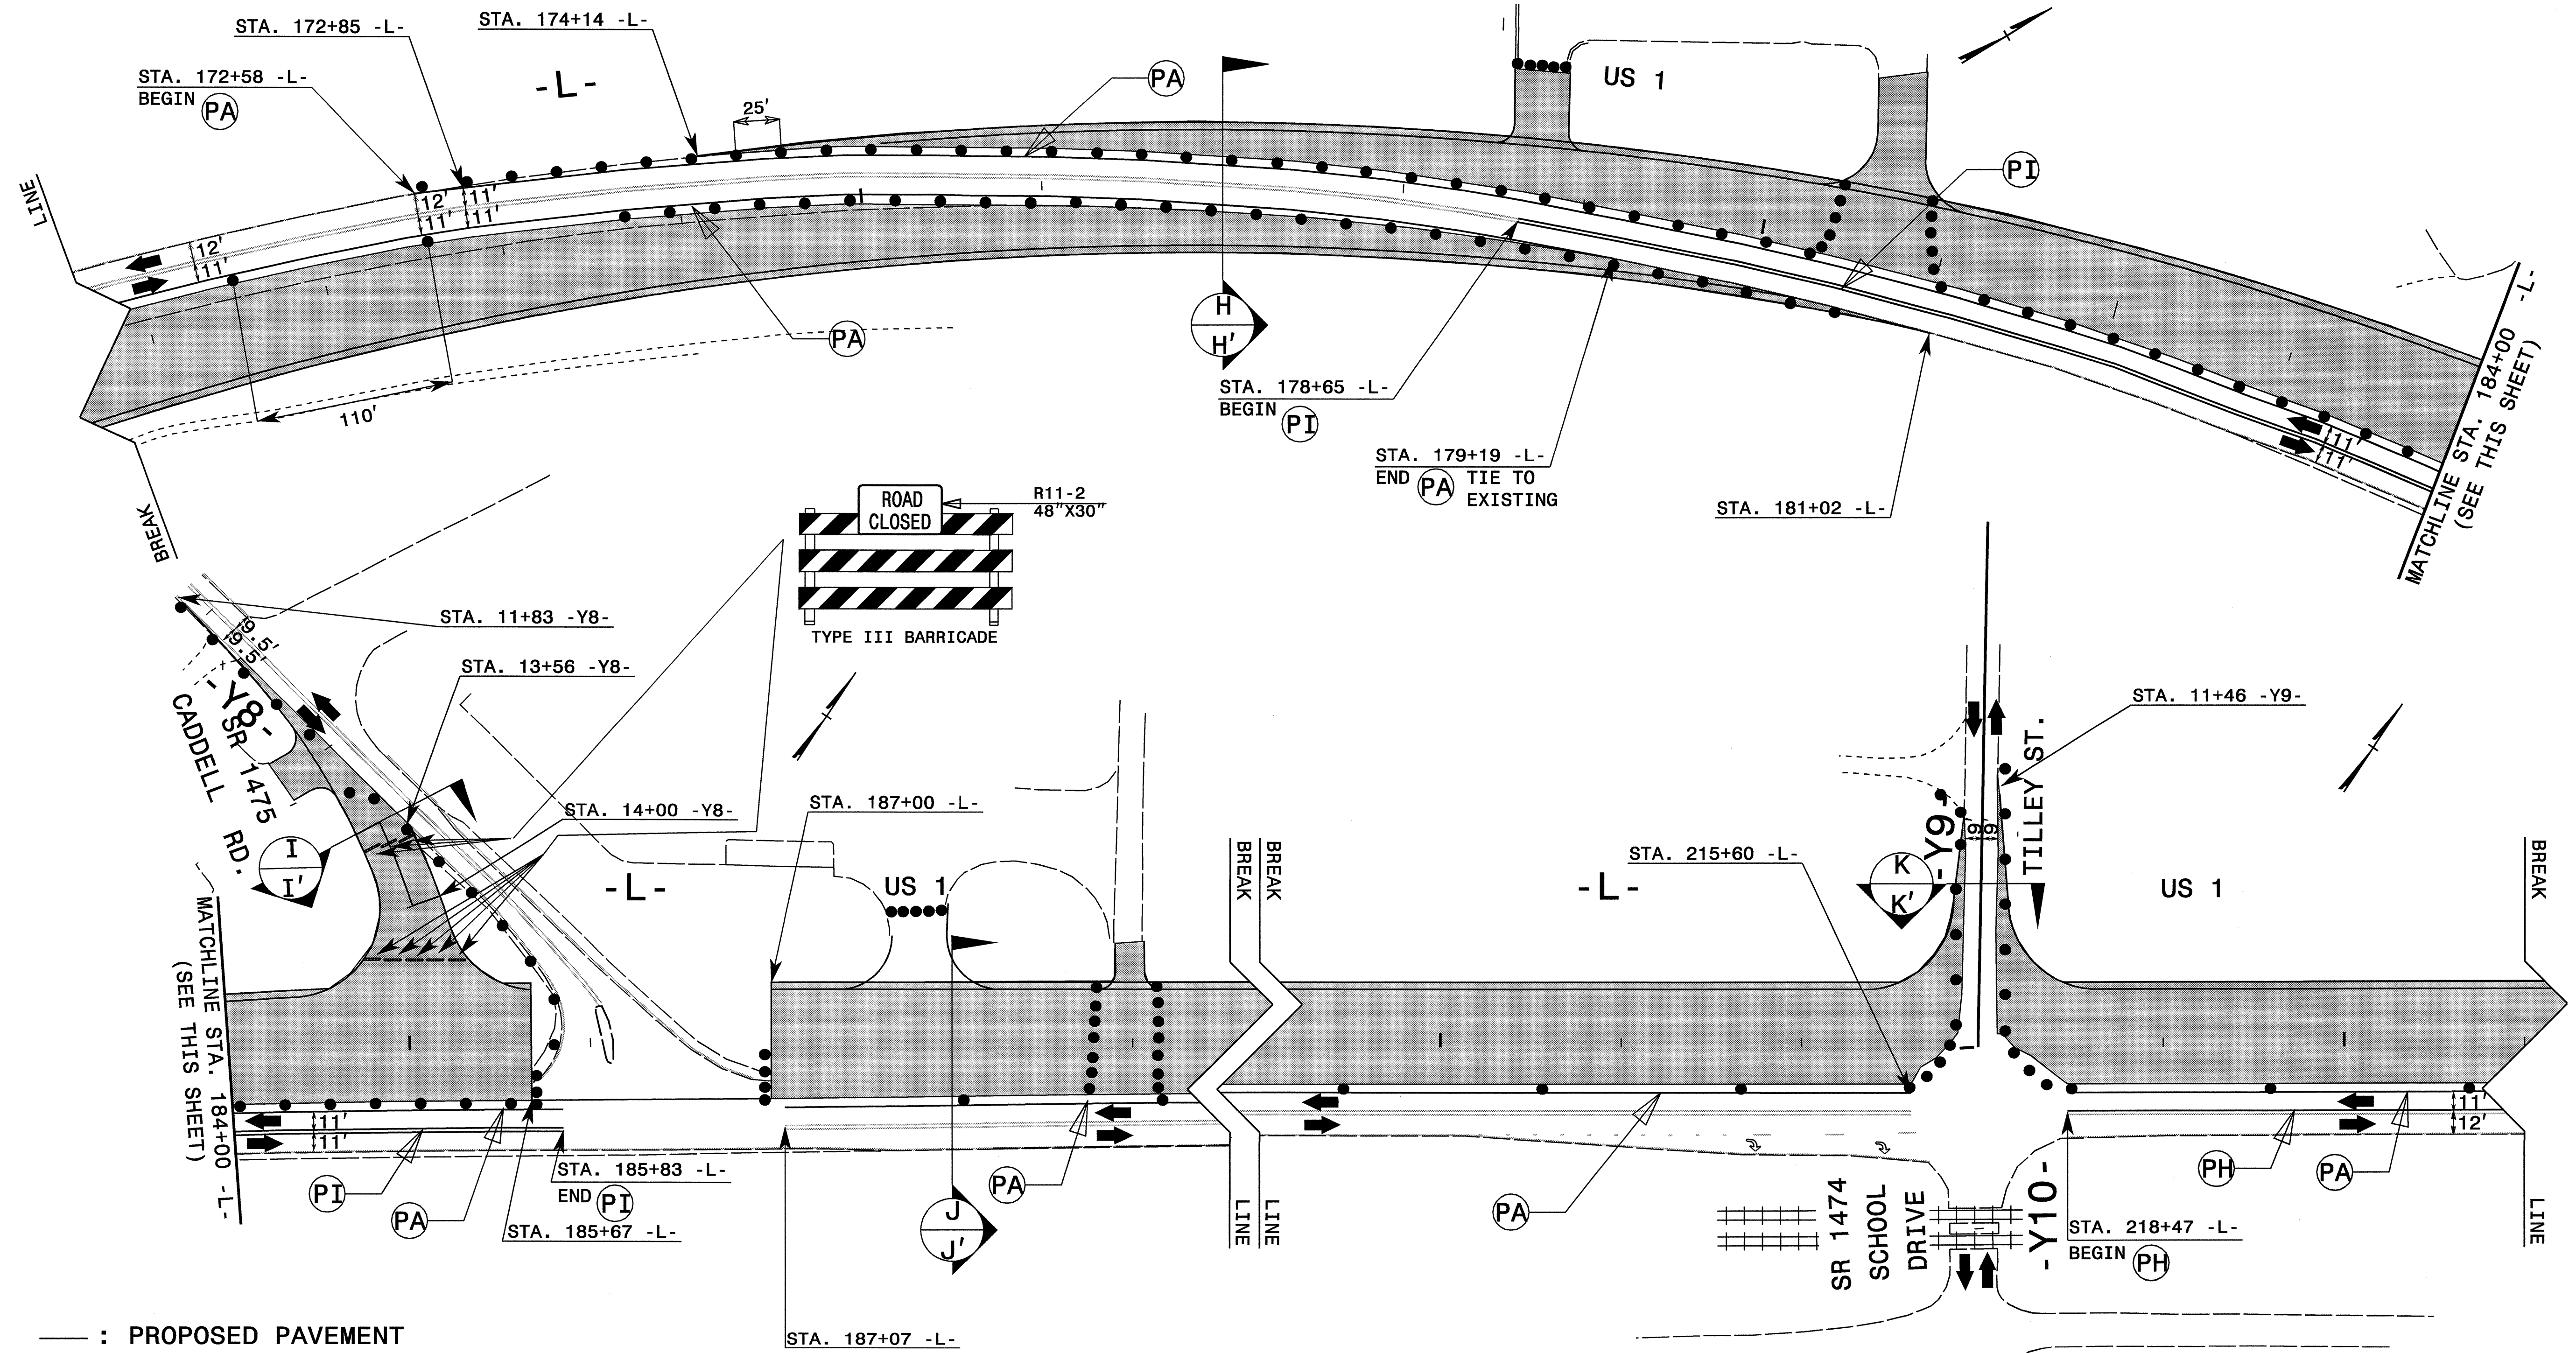 STA. 172+85 -L-
STA. 174+14 -L-
STA. 172+58 -L-
BEGIN PA
-L-
25'
PA
US 1
PI
LINE
12'
11'
12'
11'
11'
11'
110'
PA
H
H'
STA. 178+65 -L-
BEGIN PI
STA. 179+19 -L-
END PA TIE TO
EXISTING
STA. 181+02 -L-
11'
11'
MATCHLINE STA. 184+00 -L-
(SEE THIS SHEET)
BREAK
ROAD
CLOSED
R11-2
48"X30"
TYPE III BARRICADE
STA. 11+83 -Y8-
9.5'
9.5'
STA. 13+56 -Y8-
-Y8-
SR 1475
CADDELL RD.
STA. 14+00 -Y8-
I
I'
-L-
STA. 187+00 -L-
US 1
MATCHLINE STA. 184+00 -L-
(SEE THIS SHEET)
11'
11'
PI
PA
STA. 185+83 -L-
END PI
STA. 185+67 -L-
J
J'
PA
STA. 187+07 -L-
BREAK
BREAK
LINE
LINE
-L-
STA. 215+60 -L-
STA. 11+46 -Y9-
TILLEY ST.
-Y9-
9'
9'
K
K'
US 1
BREAK
PA
SR 1474
SCHOOL
DRIVE
-Y10-
PH
PA
11'
12'
STA. 218+47 -L-
BEGIN PH
LINE
: PROPOSED PAVEMENT